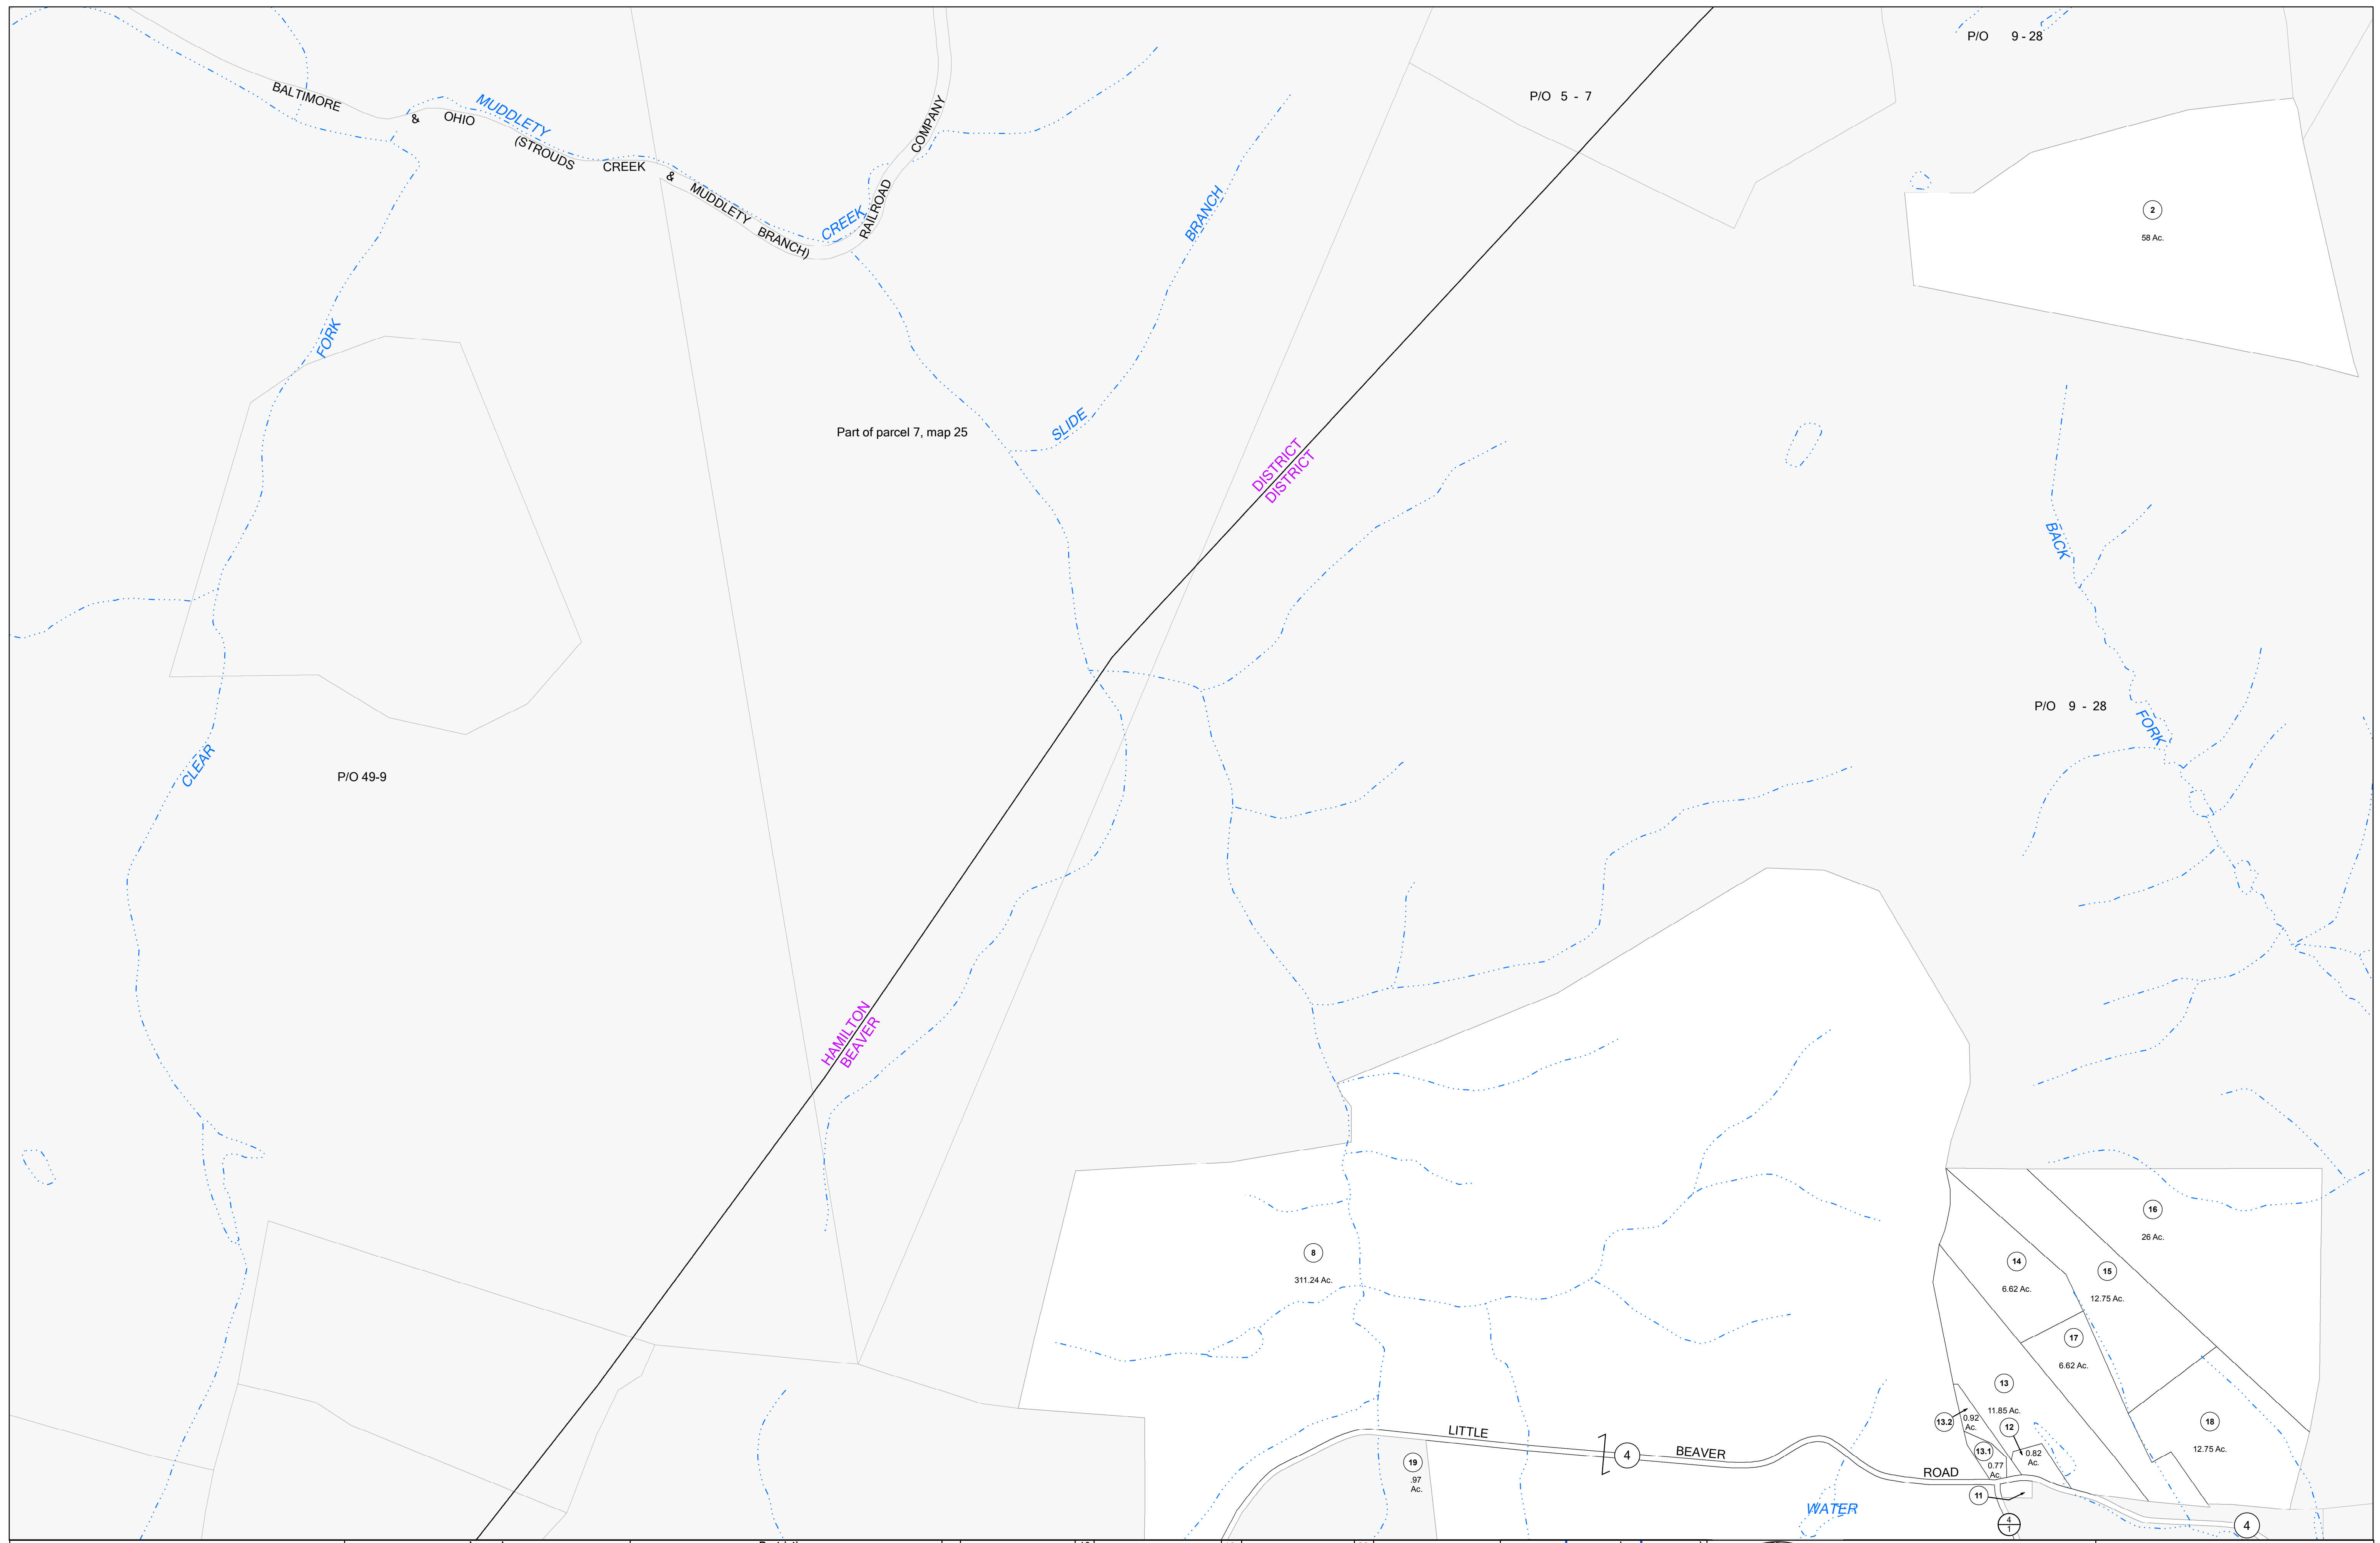 P/O 9 - 28
BALTIMORE & OHIO
MUDDLETY
(STROUDS CREEK & MUDDLETY BRANCH)
CREEK
RAILROAD COMPANY
P/O 5 - 7
2
58 Ac.
SLIDE BRANCH
CLEAR FORK
Part of parcel 7, map 25
DISTRICT
DISTRICT
BACK FORK
P/O 9 - 28
P/O 49-9
HAMILTON
BEAVER
8
311.24 Ac.
16
26 Ac.
14
6.62 Ac.
15
12.75 Ac.
17
6.62 Ac.
13
11.85 Ac.
13.2
0.92
Ac.
12
0.82
Ac.
13.1
0.77
Ac.
18
12.75 Ac.
19
.97
Ac.
LITTLE
4
BEAVER
ROAD
11
WATER
4
1
4